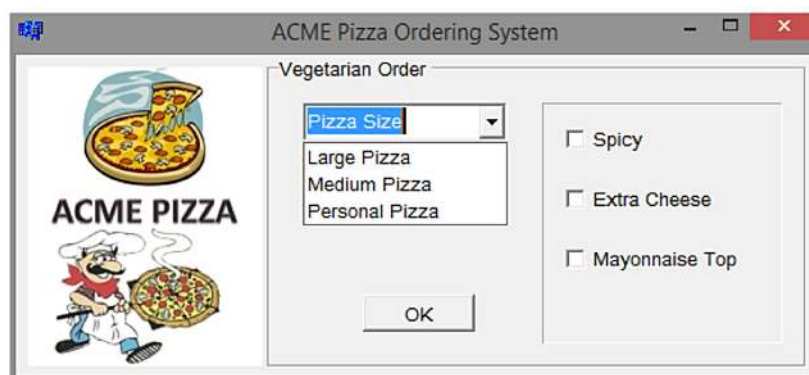 ACME Pizza Ordering System
Vegetarian Order
Pizza Size
Large Pizza
Medium Pizza
Personal Pizza
Spicy
Extra Cheese
Mayonnaise Top
OK
ACME PIZZA